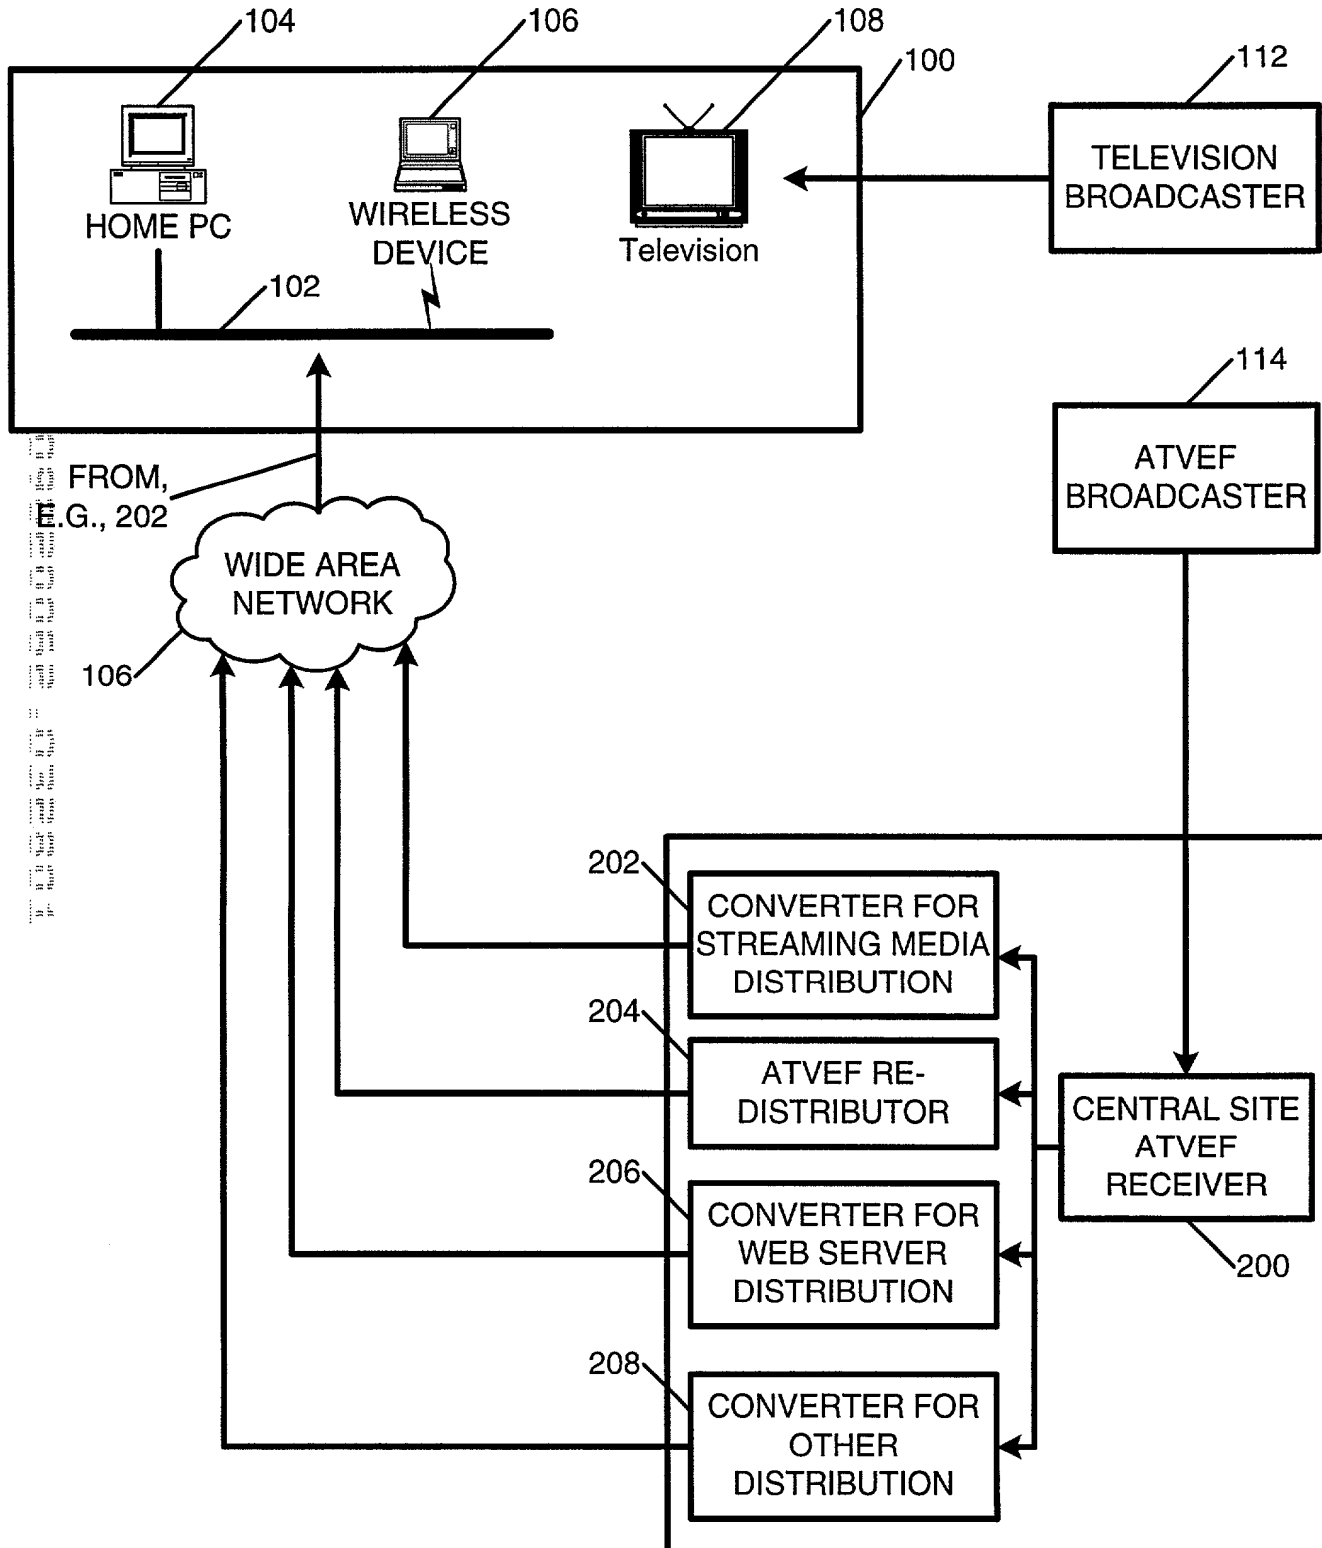 104
106
108
100
112
HOME PC
WIRELESS
DEVICE
Television
TELEVISION
BROADCASTER
102
114
ATVEF
BROADCASTER
FROM,
E.G., 202
WIDE AREA
NETWORK
106
202
CONVERTER FOR
STREAMING MEDIA
DISTRIBUTION
204
ATVEF RE-
DISTRIBUTOR
CENTRAL SITE
ATVEF
RECEIVER
200
206
CONVERTER FOR
WEB SERVER
DISTRIBUTION
208
CONVERTER FOR
OTHER
DISTRIBUTION